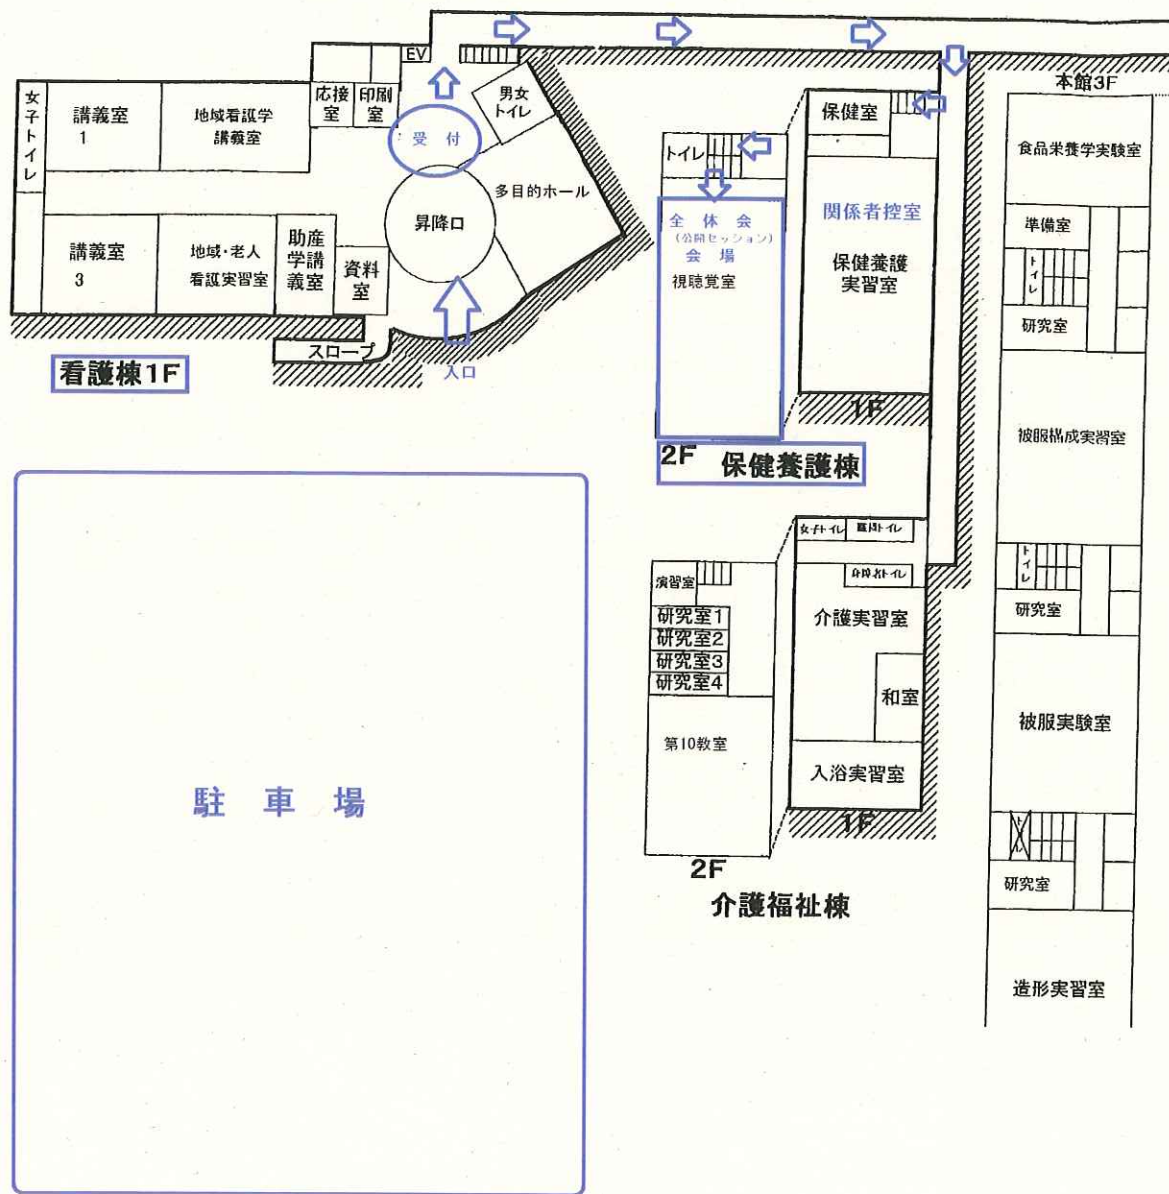 EV
女子トイレ
講義室
1
地域看護学
講義室
応接
室
印刷
室
受 付
男女
トイレ
多目的ホール
昇降口
講義室
3
地域・老人
看護実習室
助産
学講
義室
資料
室
スロープ
入口
看護棟1F
駐 車 場
トイレ
全 体 会
(公開セッション)
会 場
視聴覚室
保健室
関係者控室
保健養護
実習室
1F
2F 保健養護棟
女子トイレ
身障者トイレ
演習室
研究室1
研究室2
研究室3
研究室4
第10教室
介護実習室
和室
入浴実習室
1F
2F
介護福祉棟
本館3F
食品栄養学実験室
準備室
トイレ
研究室
被服構成実習室
トイレ
研究室
被服実験室
トイレ
研究室
造形実習室